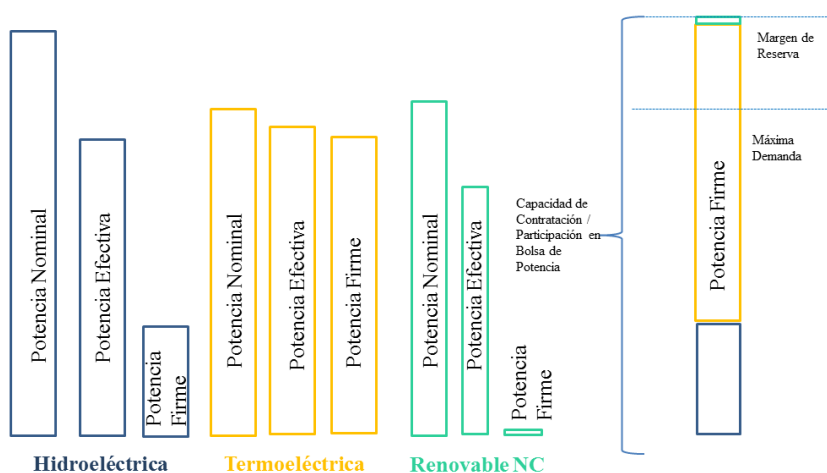 Potencia Nominal
Potencia Efectiva
Potencia
Firme
Hidroeléctrica
Potencia Nominal
Potencia Efectiva
Potencia Firme
Termoeléctrica
Potencia Nominal
Potencia Efectiva
Potencia
Firme
Renovable NC
Capacidad de
Contratación /
Participación en
Bolsa de
Potencia
Potencia Firme
Margen de
Reserva
Máxima
Demanda